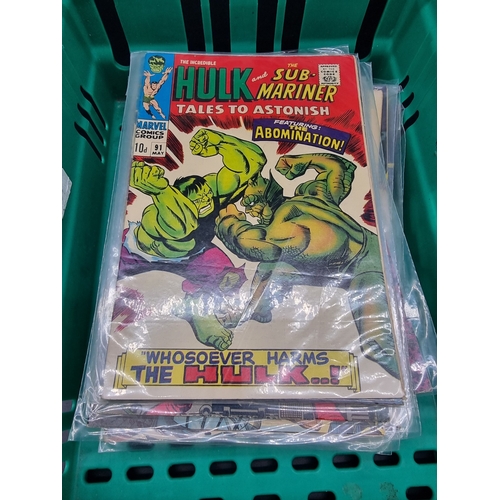 THE INCREDIBLE
HULK and THE SUB-MARINER
TALES TO ASTONISH
MARVEL
COMICS
GROUP
10d 91
MAY
FEATURING:
THE
ABOMINATION!
"WHOSOEVER HARMS
THE HULK..!"